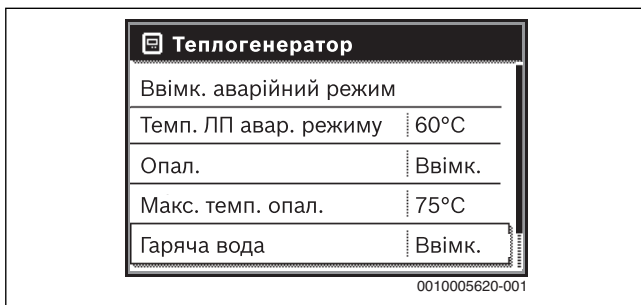 Теплогенератор
Ввімк. аварійний режим
Темп. ЛП авар. режиму 60°C
Опал. Ввімк.
Макс. темп. опал. 75°C
Гаряча вода Ввімк.
0010005620-001